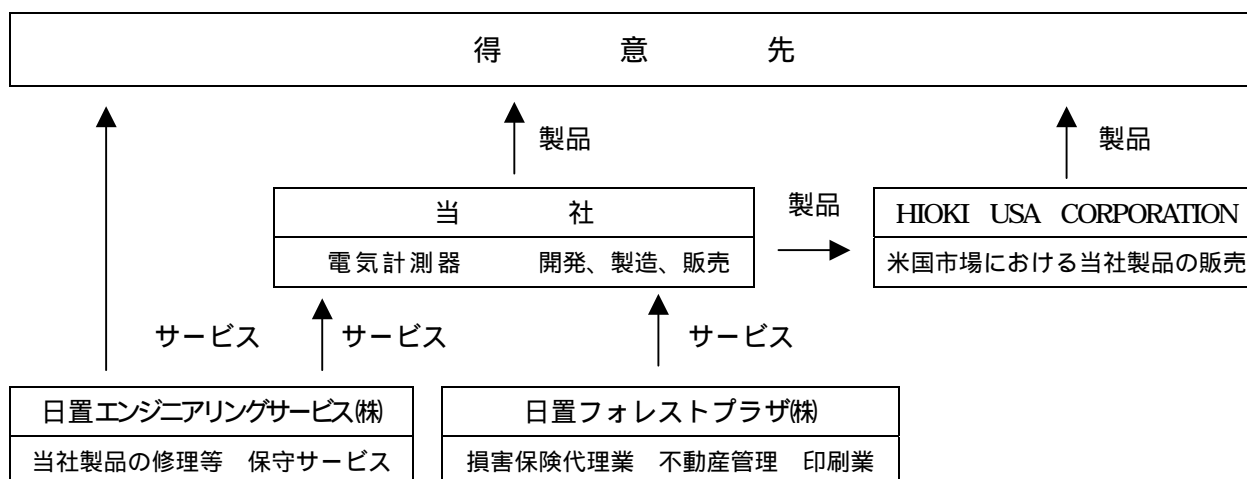 得 意 先
製品
製品
当 社
製品
HIOKI USA CORPORATION
電気計測器 開発、製造、販売
米国市場における当社製品の販売
サービス
サービス
サービス
日置エンジニアリングサービス㈱
日置フォレストプラザ㈱
当社製品の修理等 保守サービス
損害保険代理業 不動産管理 印刷業